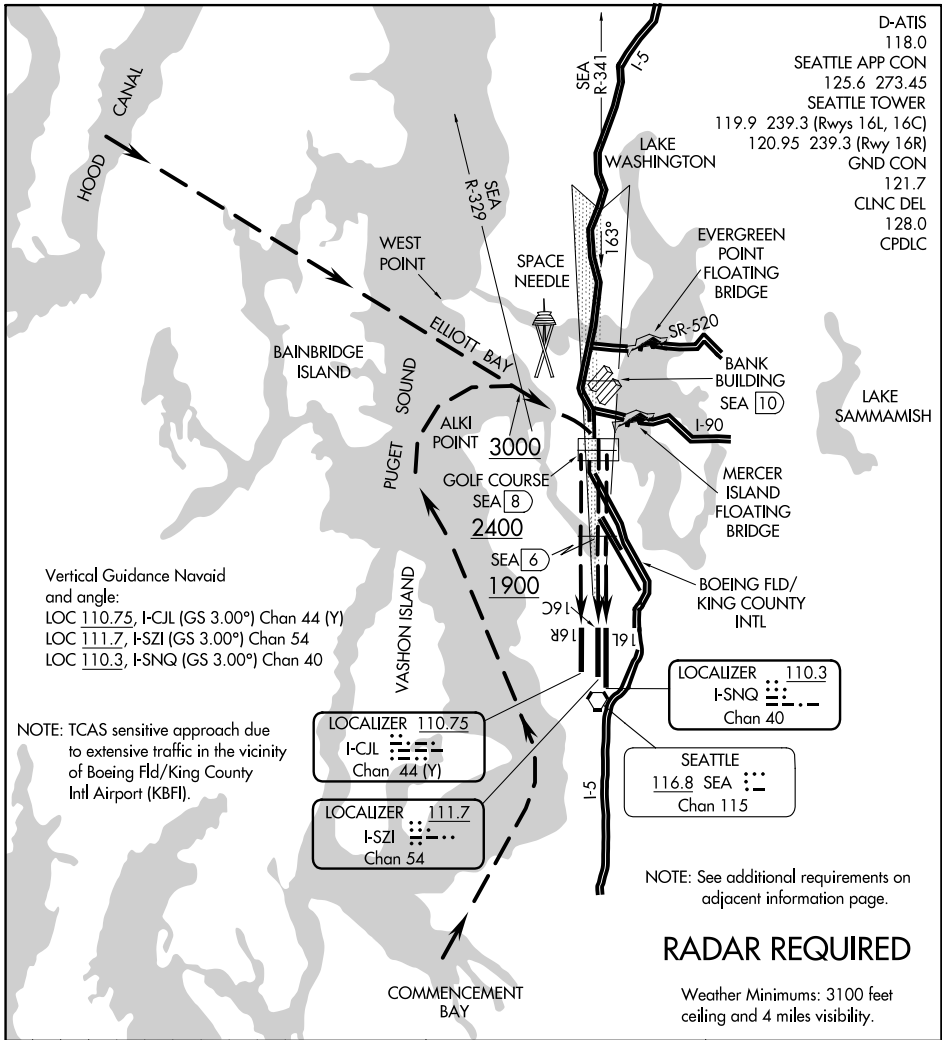 D-ATIS
118.0
SEATTLE APP CON
125.6 273.45
SEATTLE TOWER
119.9 239.3 (Rwys 16L, 16C)
120.95 239.3 (Rwy 16R)
GND CON
121.7
CLNC DEL
128.0
CPDLC
HOOD CANAL
SEA
R-341
I-5
SEA
R-329
LAKE
WASHINGTON
163°
WEST
POINT
SPACE
NEEDLE
EVERGREEN
POINT
FLOATING
BRIDGE
SR-520
ELLIOTT BAY
BAINBRIDGE
ISLAND
BANK
BUILDING
SEA 10
LAKE
SAMMAMISH
PUGET SOUND
ALKI
POINT
3000
I-90
GOLF COURSE
SEA 8
2400
MERCER
ISLAND
FLOATING
BRIDGE
SEA 6
1900
BOEING FLD/
KING COUNTY
INTL
Vertical Guidance Navaid
and angle:
LOC 110.75, I-CJL (GS 3.00°) Chan 44 (Y)
LOC 111.7, I-SZI (GS 3.00°) Chan 54
LOC 110.3, I-SNQ (GS 3.00°) Chan 40
VASHON ISLAND
16R
16C
16L
LOCALIZER 110.3
I-SNQ
Chan 40
NOTE: TCAS sensitive approach due
to extensive traffic in the vicinity
of Boeing Fld/King County
Intl Airport (KBFI).
LOCALIZER 110.75
I-CJL
Chan 44 (Y)
SEATTLE
116.8 SEA
Chan 115
I-5
LOCALIZER 111.7
I-SZI
Chan 54
NOTE: See additional requirements on
adjacent information page.
RADAR REQUIRED
COMMENCEMENT
BAY
Weather Minimums: 3100 feet
ceiling and 4 miles visibility.